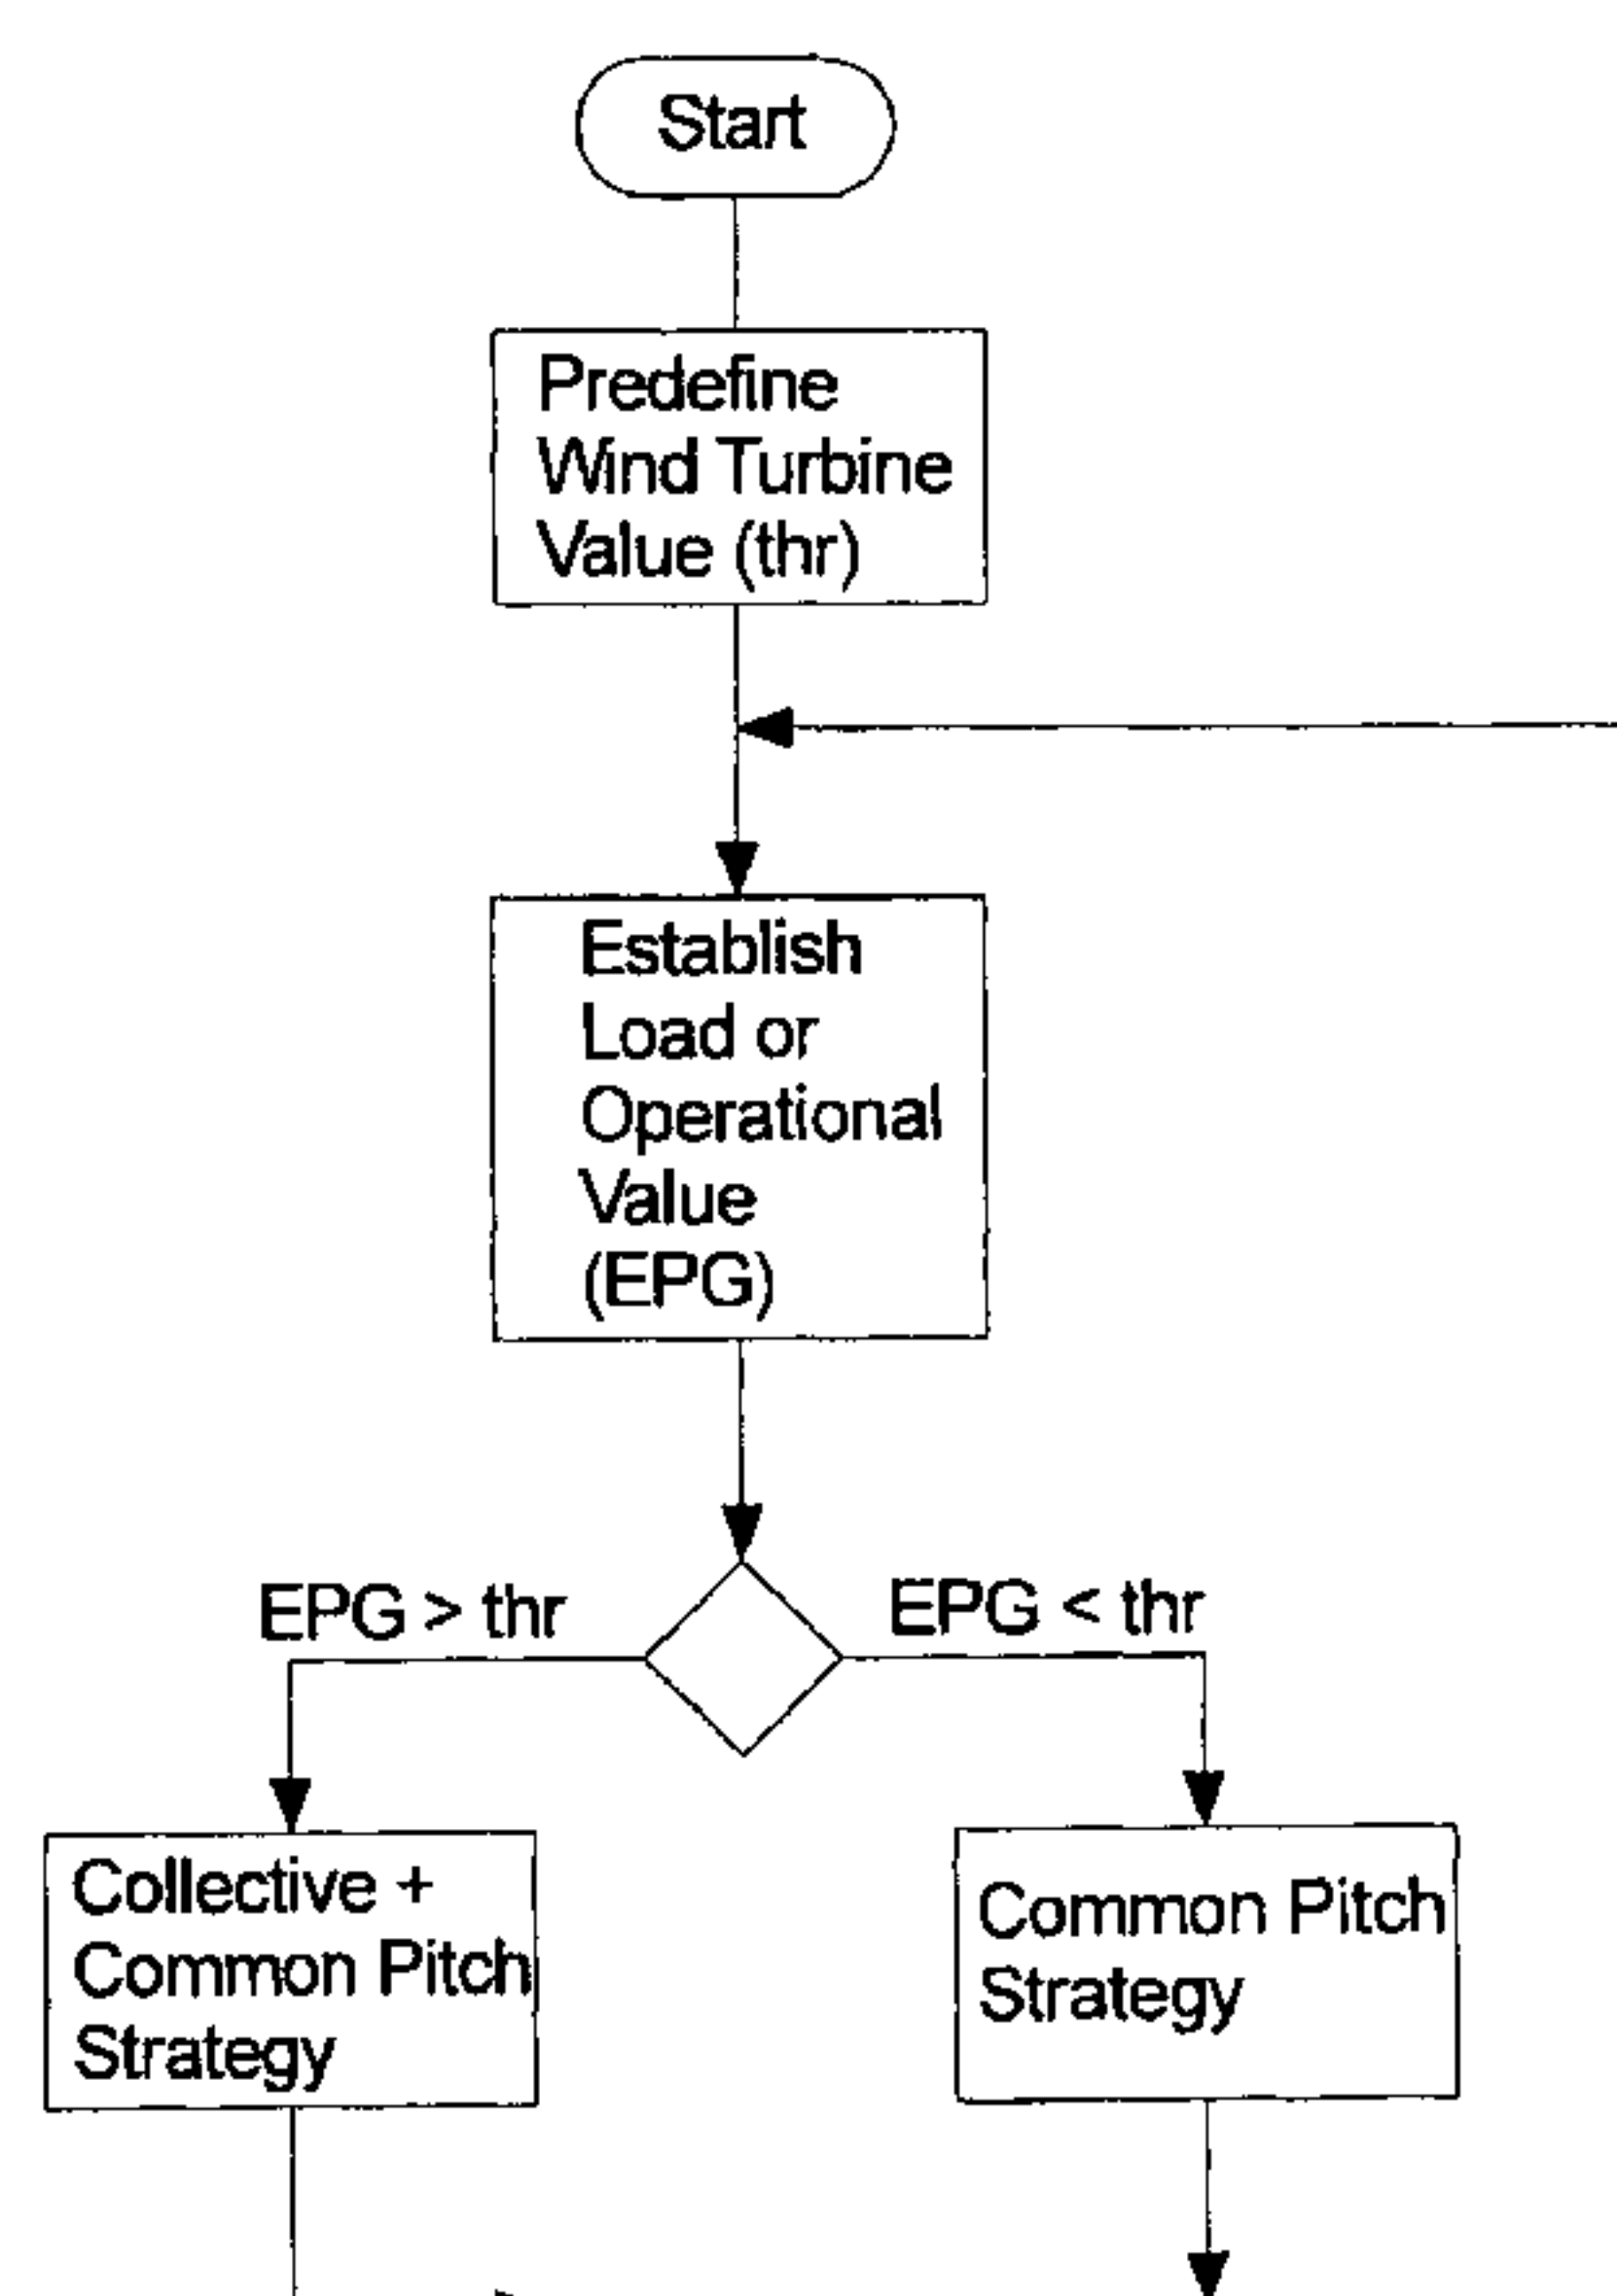 Start
Predefine
Wind Turbine
Value (thr)
Establish
Load or
Operational
Value
(EPG)
EPG > thr
EPG < thr
Collective +
Common Pitch
Strategy
Common Pitch
Strategy